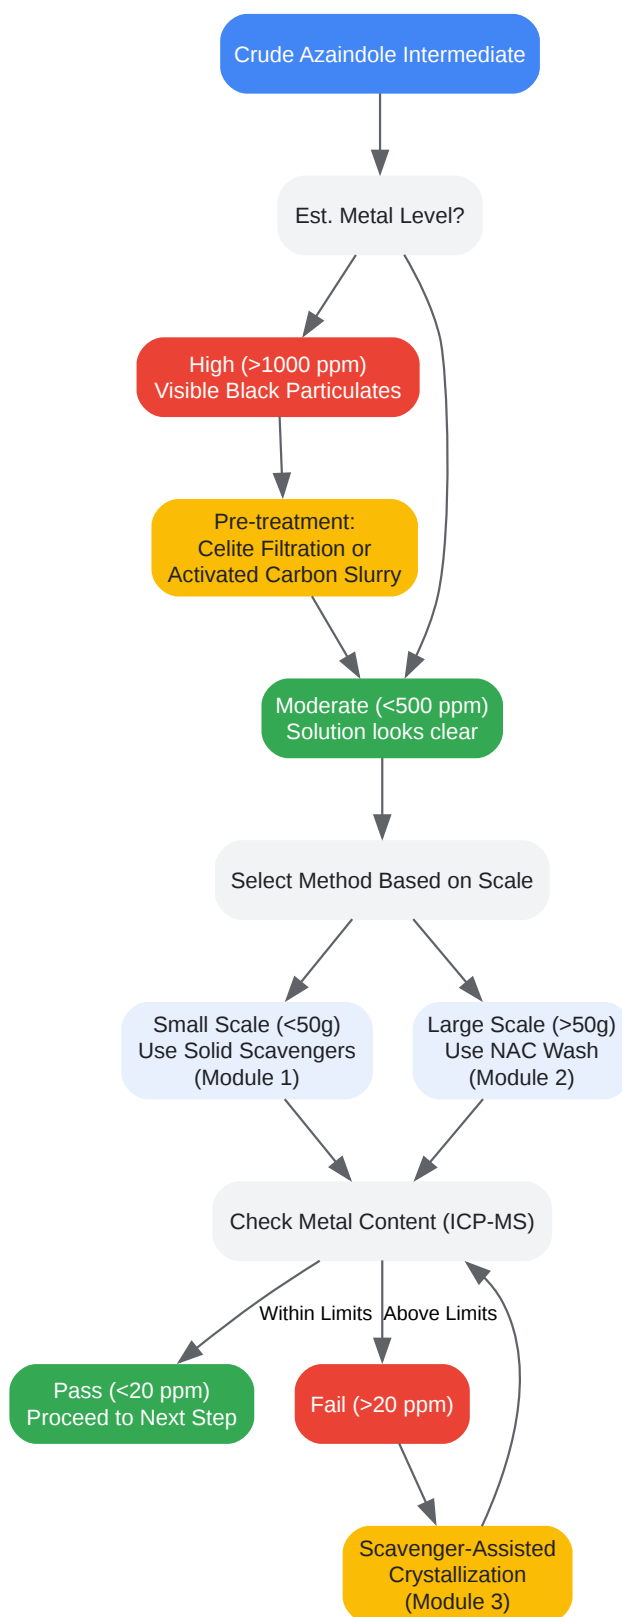 Crude Azaindole Intermediate
Est. Metal Level?
High (>1000 ppm)
Visible Black Particulates
Pre-treatment:
Celite Filtration or
Activated Carbon Slurry
Moderate (<500 ppm)
Solution looks clear
Select Method Based on Scale
Small Scale (<50g)
Use Solid Scavengers
(Module 1)
Large Scale (>50g)
Use NAC Wash
(Module 2)
Check Metal Content (ICP-MS)
Within Limits
Above Limits
Pass (<20 ppm)
Proceed to Next Step
Fail (>20 ppm)
Scavenger-Assisted
Crystallization
(Module 3)